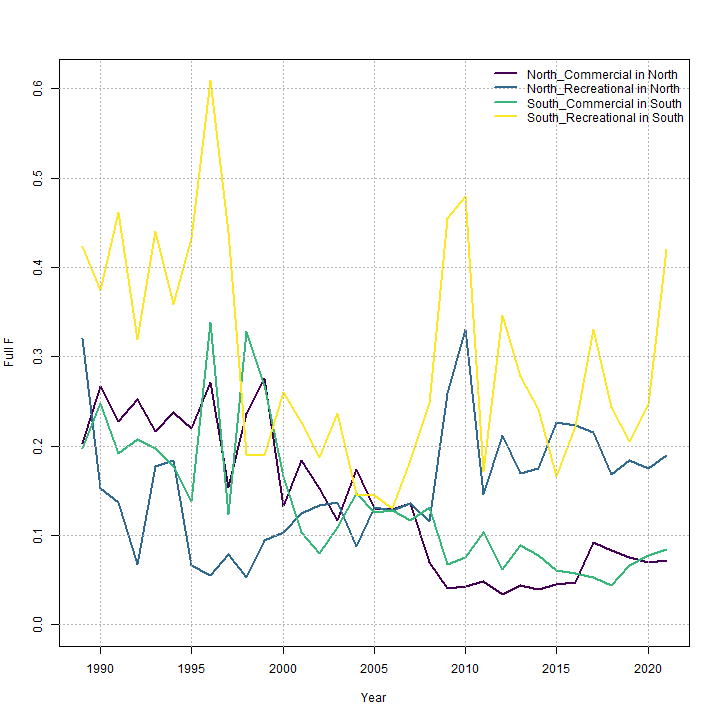 North_Commercial in North
North_Recreational in North
South_Commercial in South
South_Recreational in South
Full F
0.6
0.5
0.4
0.3
0.2
0.1
0.0
1990 1995 2000 2005 2010 2015 2020
Year